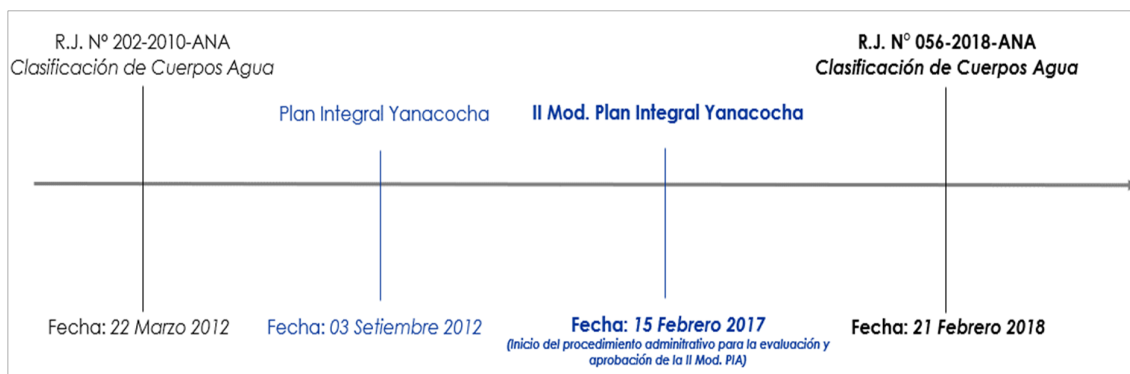 R.J. Nº 202-2010-ANA
Clasificación de Cuerpos Agua
Plan Integral Yanacocha
II Mod. Plan Integral Yanacocha
R.J. N° 056-2018-ANA
Clasificación de Cuerpos Agua
Fecha: 22 Marzo 2012
Fecha: 03 Setiembre 2012
Fecha: 15 Febrero 2017
(Inicio del procedimiento adminitrativo para la evaluación y
aprobación de la II Mod. PIA)
Fecha: 21 Febrero 2018